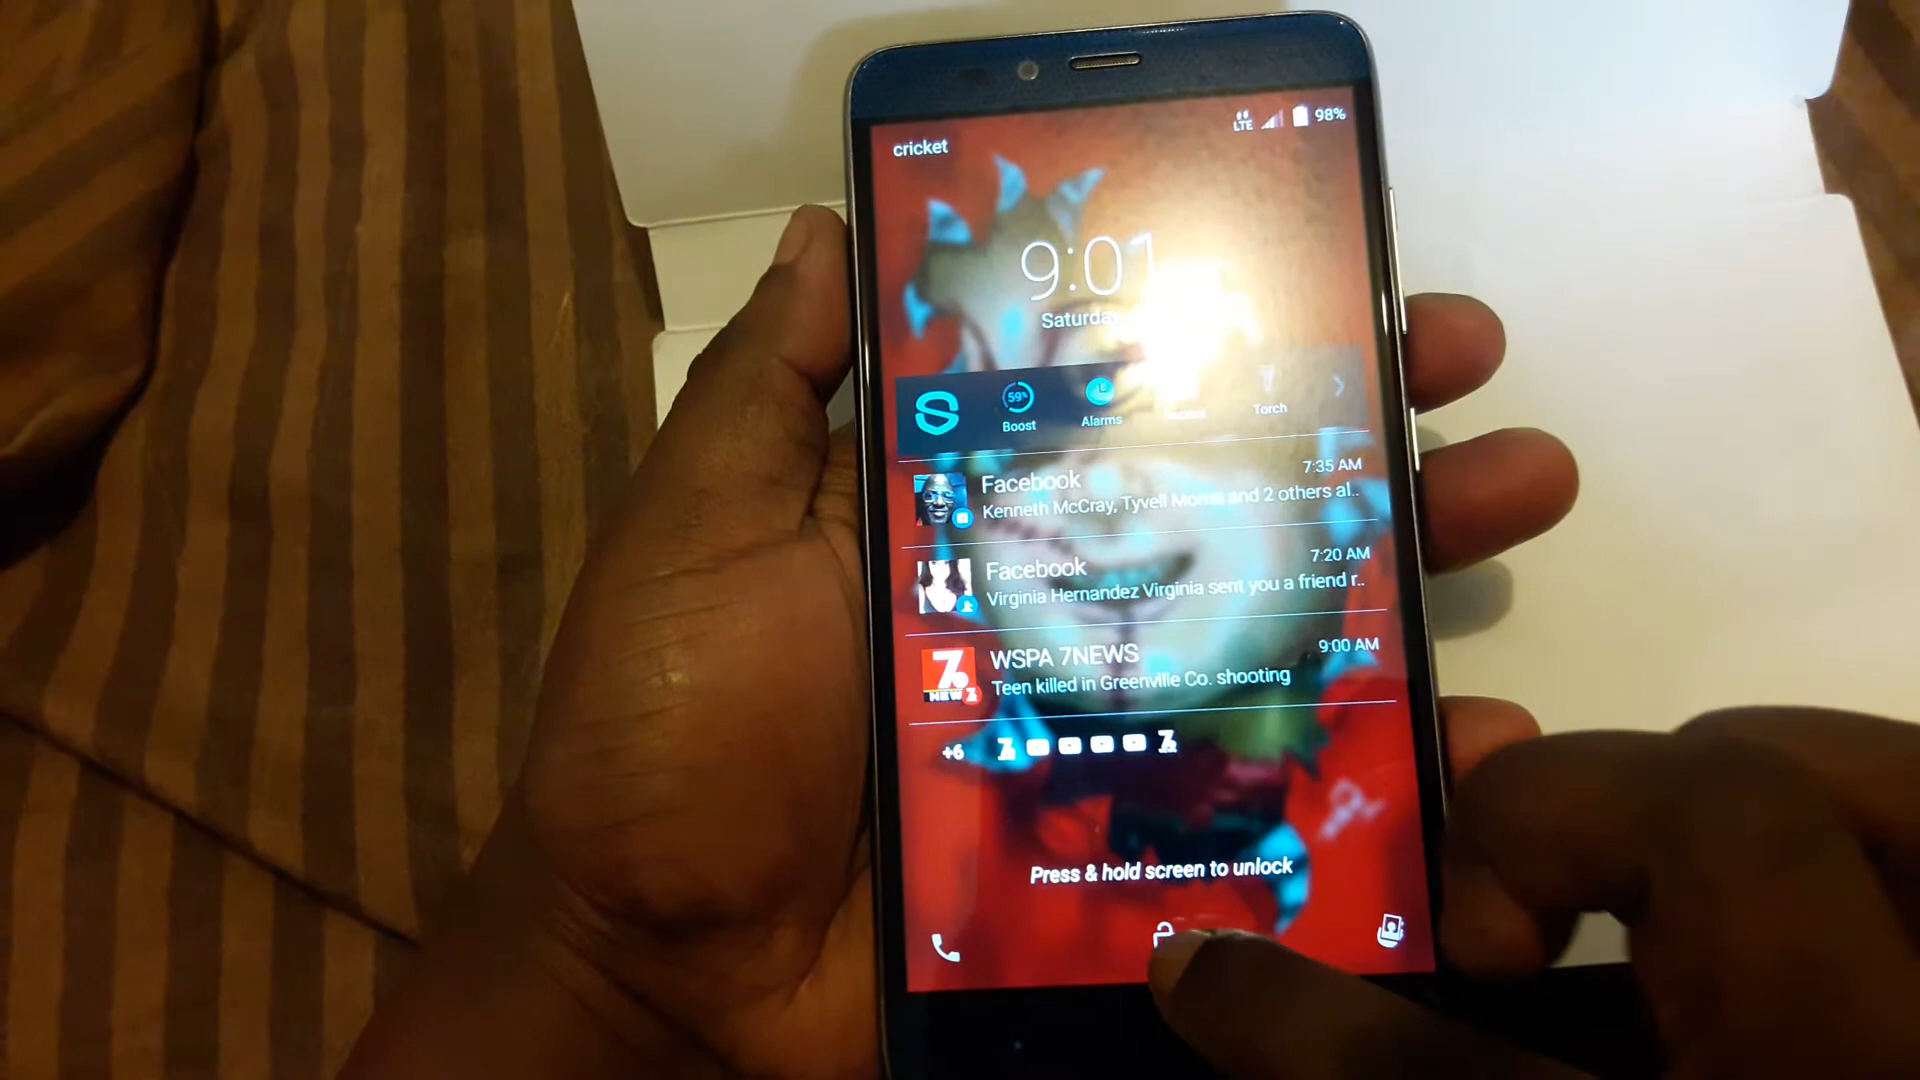 LTE 98%
cricket
9:01
Saturday
59%
Boost
Alarms
Torch
Facebook 7:35 AM
Kenneth McCray, Tyvell and 2 others al..
Facebook 7:20 AM
Virginia Hernandez Virginia sent you a friend r..
WSPA 7NEWS 9:00 AM
Teen killed in Greenville Co. shooting
7
NEW
+6
Press & hold screen to unlock